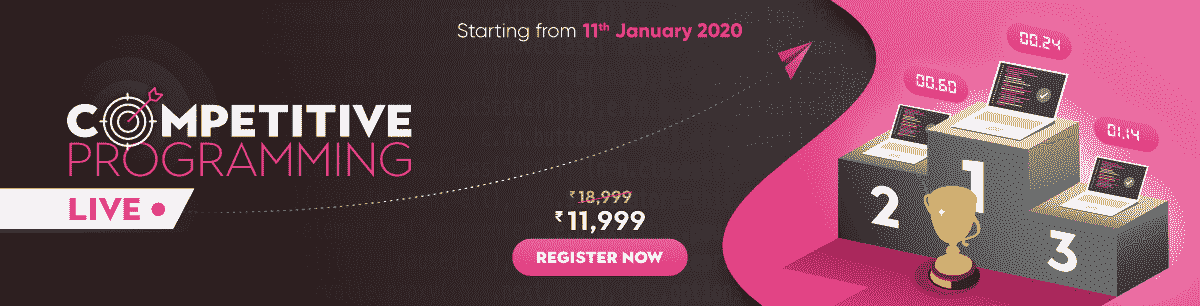 Starting from 11th January 2020
COMPETITIVE
PROGRAMMING
LIVE
₹18,999
₹11,999
REGISTER NOW
00.24
00.60
01.14
1
2
3